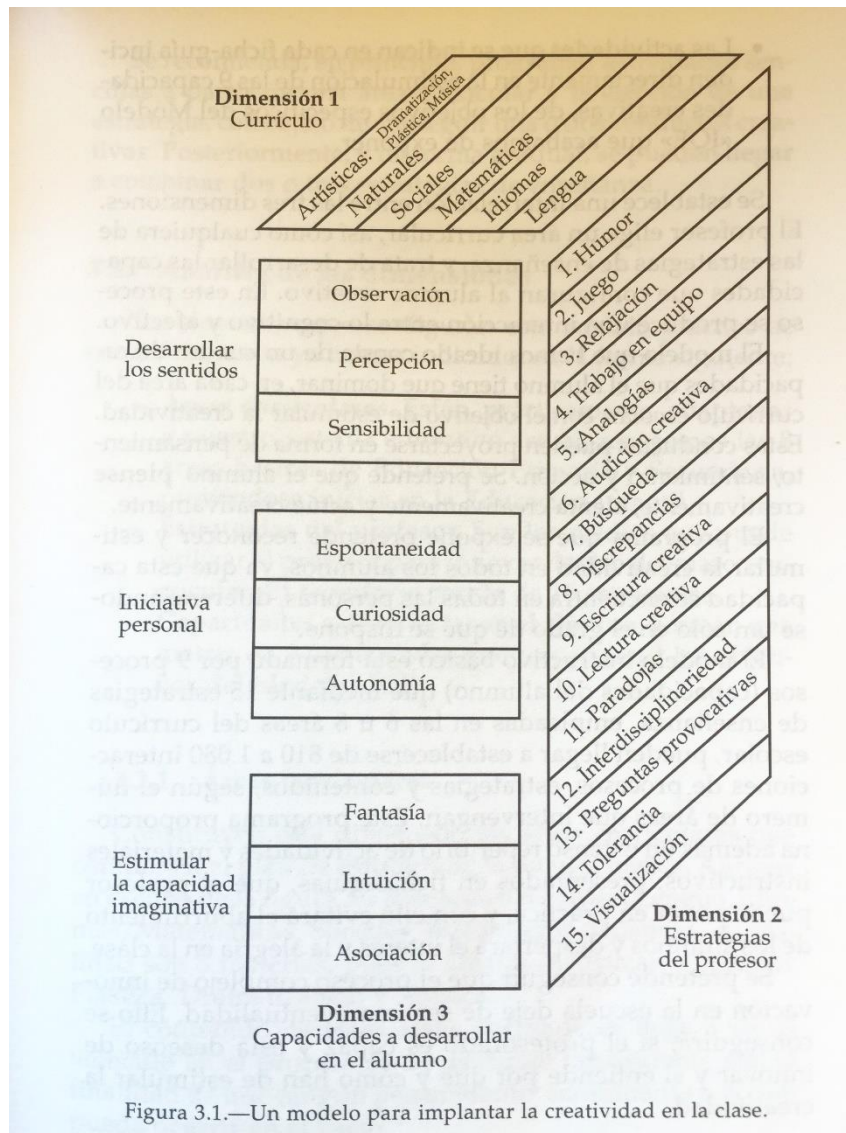 Dimensión 1
Currículo
Artísticas: Dramatización,
Plástica, Música
Naturales
Sociales
Matemáticas
Idiomas
Lengua
Desarrollar
los sentidos
Observación
Percepción
Sensibilidad
Iniciativa
personal
Espontaneidad
Curiosidad
Autonomía
Estimular
la capacidad
imaginativa
Fantasía
Intuición
Asociación
1. Humor
2. Juego
3. Relajación
4. Trabajo en equipo
5. Analogías
6. Audición creativa
7. Búsqueda
8. Discrepancias
9. Escritura creativa
10. Lectura creativa
11. Paradojas
12. Interdisciplinariedad
13. Preguntas provocativas
14. Tolerancia
15. Visualización
Dimensión 2
Estrategias
del profesor
Dimensión 3
Capacidades a desarrollar
en el alumno
Figura 3.1.—Un modelo para implantar la creatividad en la clase.